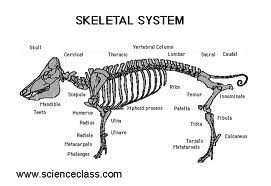 SKELETAL SYSTEM
Vertebral Column
Skull
Cervical
Thoracic
Lumbar
Sacral
Caudal
Mandible
Teeth
Scapula
Humerus
Radius
Radiale
Metacarpals
Phalanges
Ulna
Ulnare
Xiphoid process
Ribs
Femur
Patella
Innominate
Tibia
Fibula
Tarsals
Metatarsals
Calcaneus
www.scienceclass.com